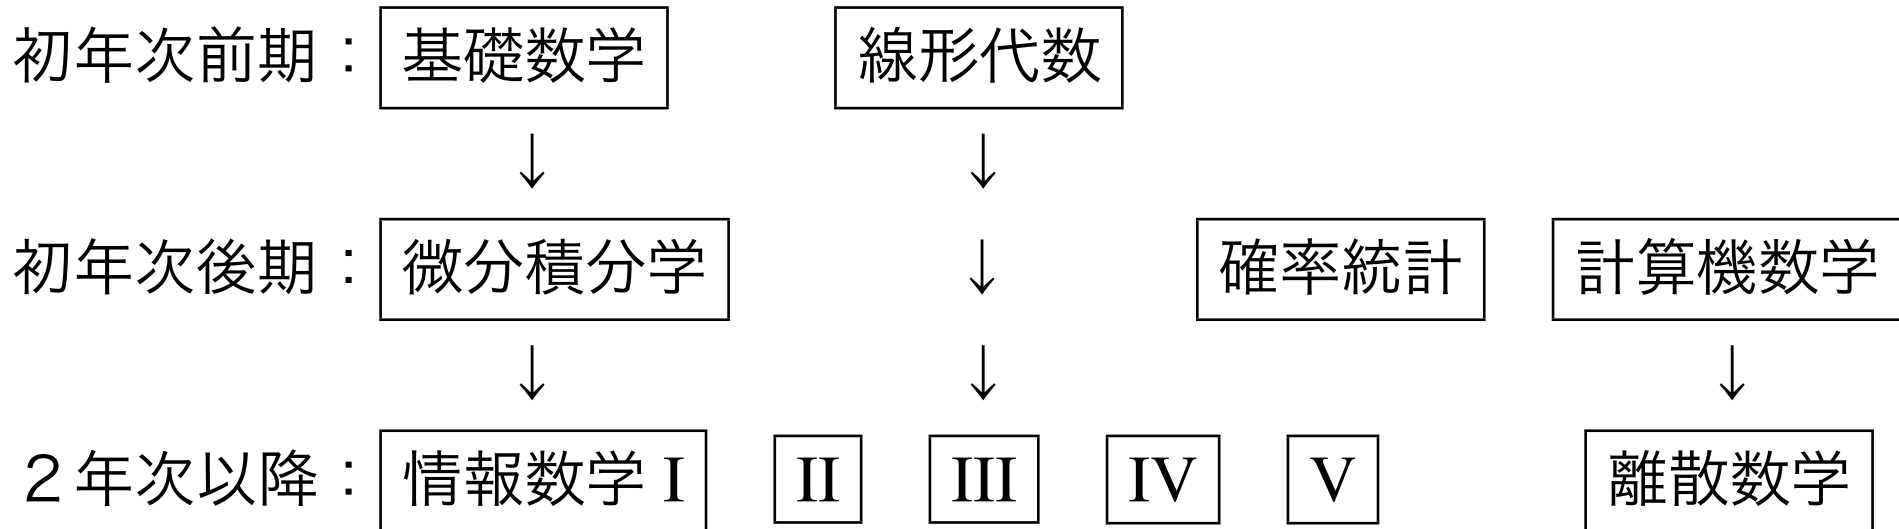 初年次前期：基礎数学 線形代数
↓ ↓
初年次後期：微分積分学 ↓ 確率統計 計算機数学
↓ ↓ ↓
２年次以降：情報数学 I II III IV V 離散数学